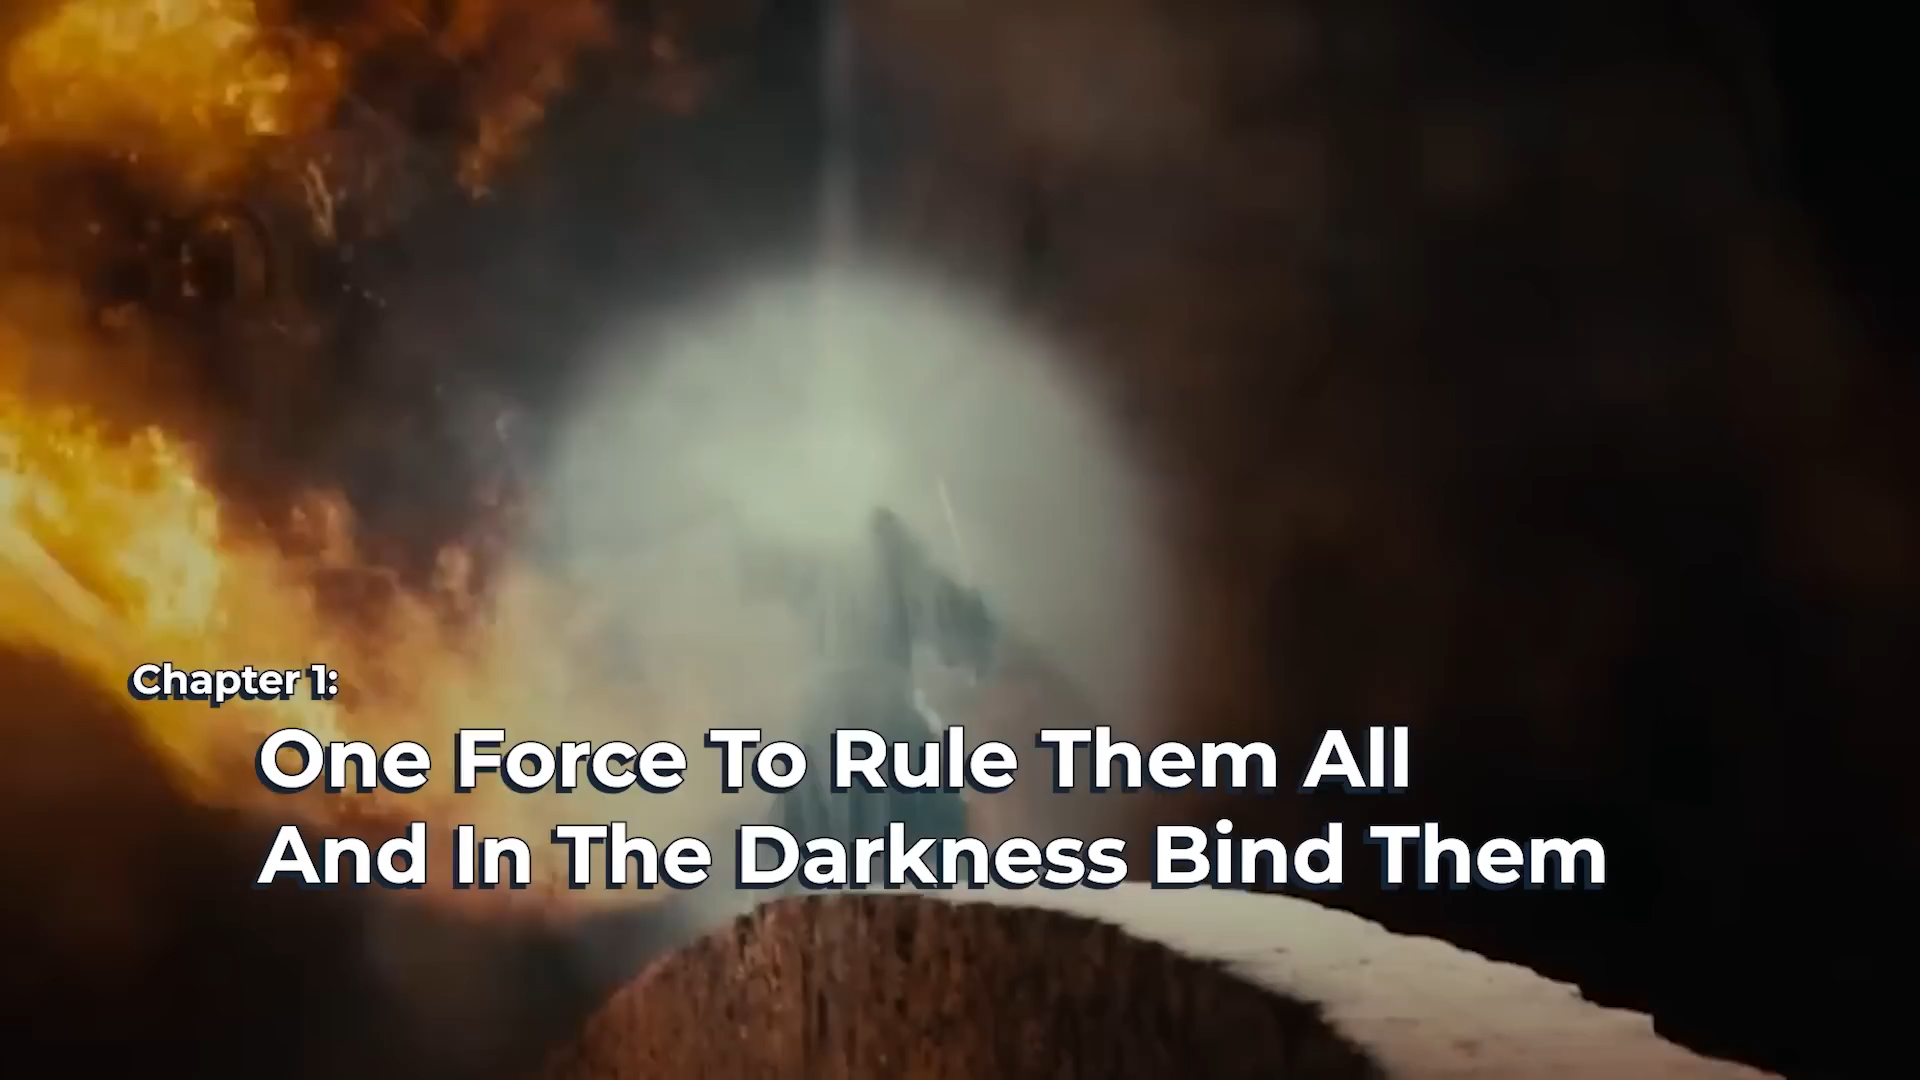 Chapter 1:
One Force To Rule Them All
And In The Darkness Bind Them